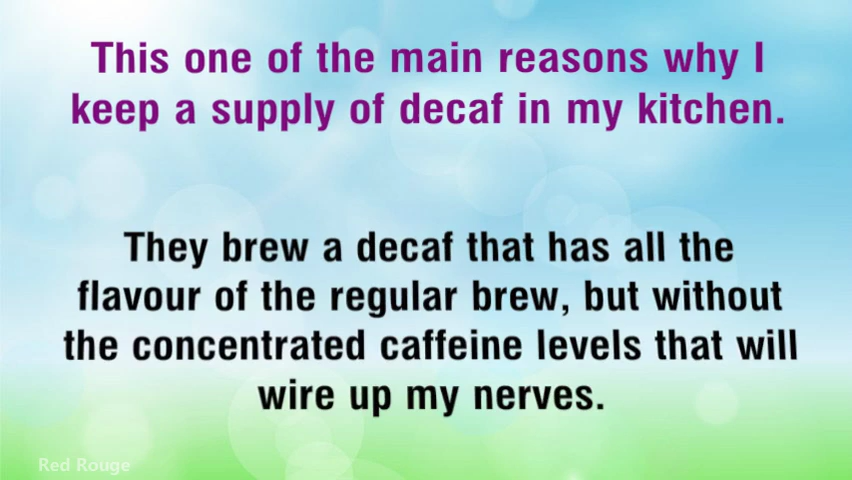 This one of the main reasons why I
keep a supply of decaf in my kitchen.
They brew a decaf that has all the
flavour of the regular brew, but without
the concentrated caffeine levels that will
wire up my nerves.
Red Rouge